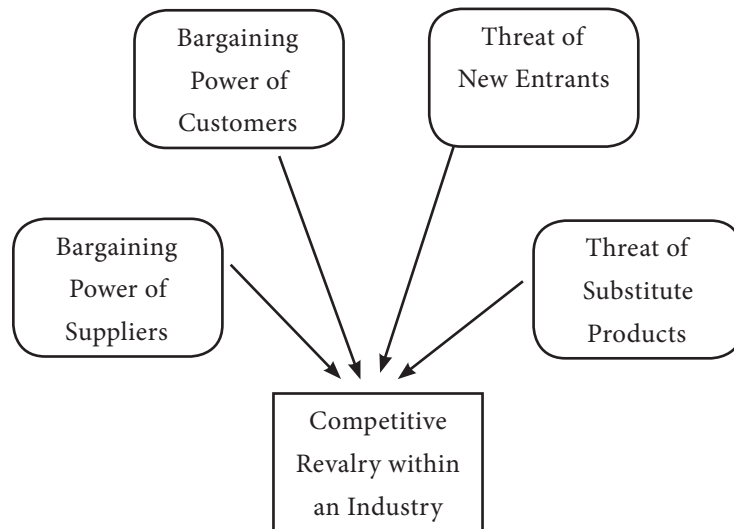 Bargaining
Power of
Customers
Threat of
New Entrants
Bargaining
Power of
Suppliers
Threat of
Substitute
Products
Competitive
Revalry within
an Industry